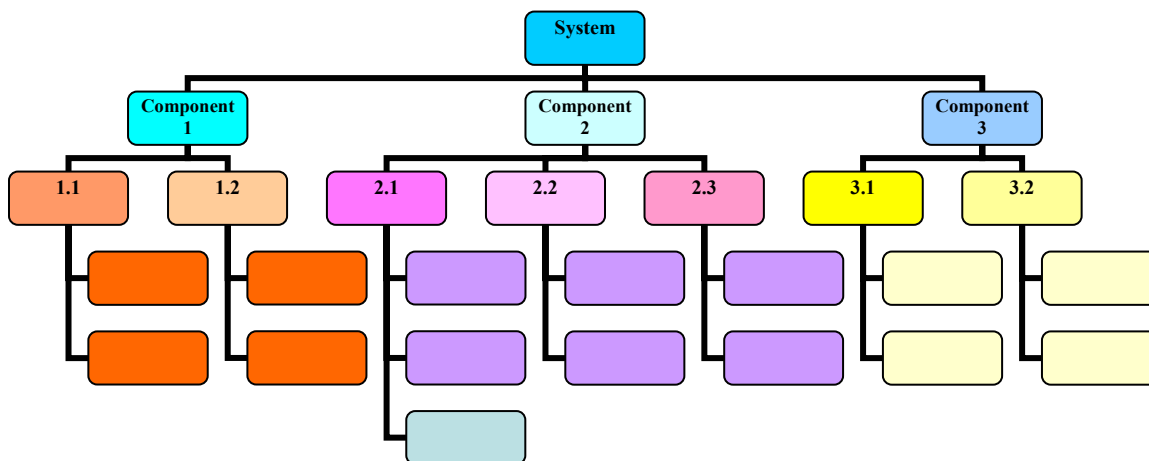 System
Component
1
Component
2
Component
3
1.1
1.2
2.1
2.2
2.3
3.1
3.2